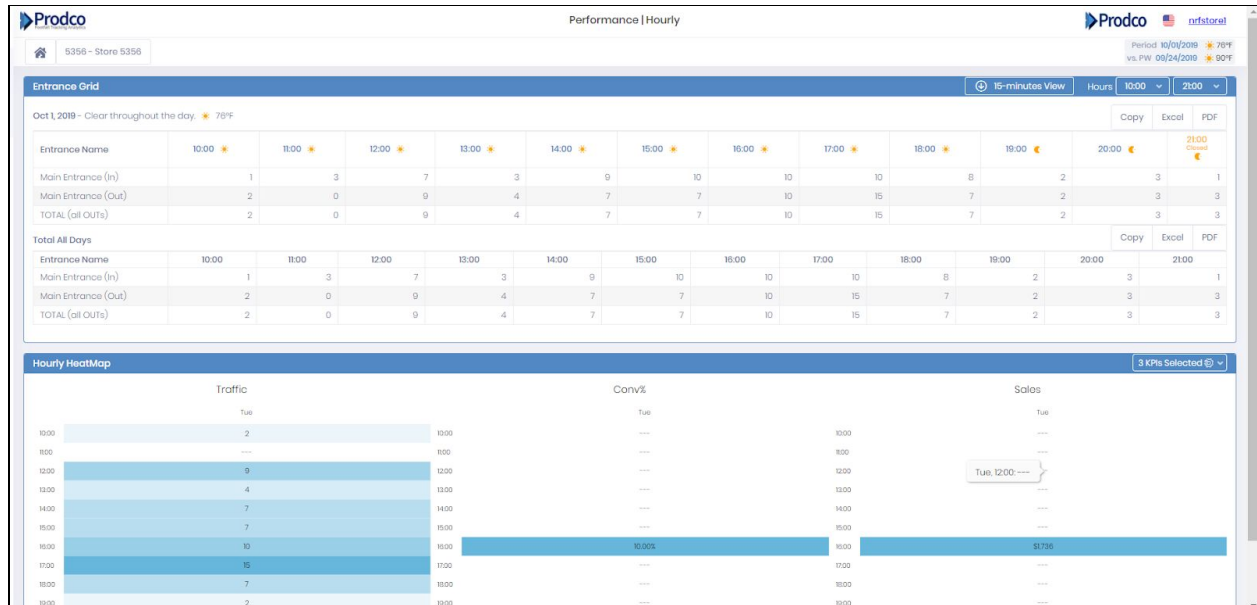 Prodco
Performance | Hourly
Prodco nrfstore1
5356 - Store 5356
Period 10/01/2019 76°F
vs. PW 09/24/2019 90°F
Entrance Grid 15-minutes View Hours 10:00 21:00
Oct 1, 2019 - Clear throughout the day. 76°F Copy Excel PDF
Entrance Name 10:00 11:00 12:00 13:00 14:00 15:00 16:00 17:00 18:00 19:00 20:00 21:00 Closed
Main Entrance (In) 1 3 7 3 9 10 10 10 8 2 3 1
Main Entrance (Out) 2 0 9 4 7 7 10 15 7 2 3 3
TOTAL (all OUTs) 2 0 9 4 7 7 10 15 7 2 3 3
Total All Days Copy Excel PDF
Entrance Name 10:00 11:00 12:00 13:00 14:00 15:00 16:00 17:00 18:00 19:00 20:00 21:00
Main Entrance (In) 1 3 7 3 9 10 10 10 8 2 3 1
Main Entrance (Out) 2 0 9 4 7 7 10 15 7 2 3 3
TOTAL (all OUTs) 2 0 9 4 7 7 10 15 7 2 3 3
Hourly HeatMap 3 KPIs Selected
Traffic Conv% Sales
Tue Tue Tue
10:00 2 10:00 --- 10:00 ---
11:00 --- 11:00 --- 11:00 ---
12:00 9 12:00 --- 12:00 Tue, 12:00: --- ---
13:00 4 13:00 --- 13:00 ---
14:00 7 14:00 --- 14:00 ---
15:00 7 15:00 --- 15:00 ---
16:00 10 16:00 10.00% 16:00 $1,736
17:00 15 17:00 --- 17:00 ---
18:00 7 18:00 --- 18:00 ---
19:00 2 19:00 --- 19:00 ---